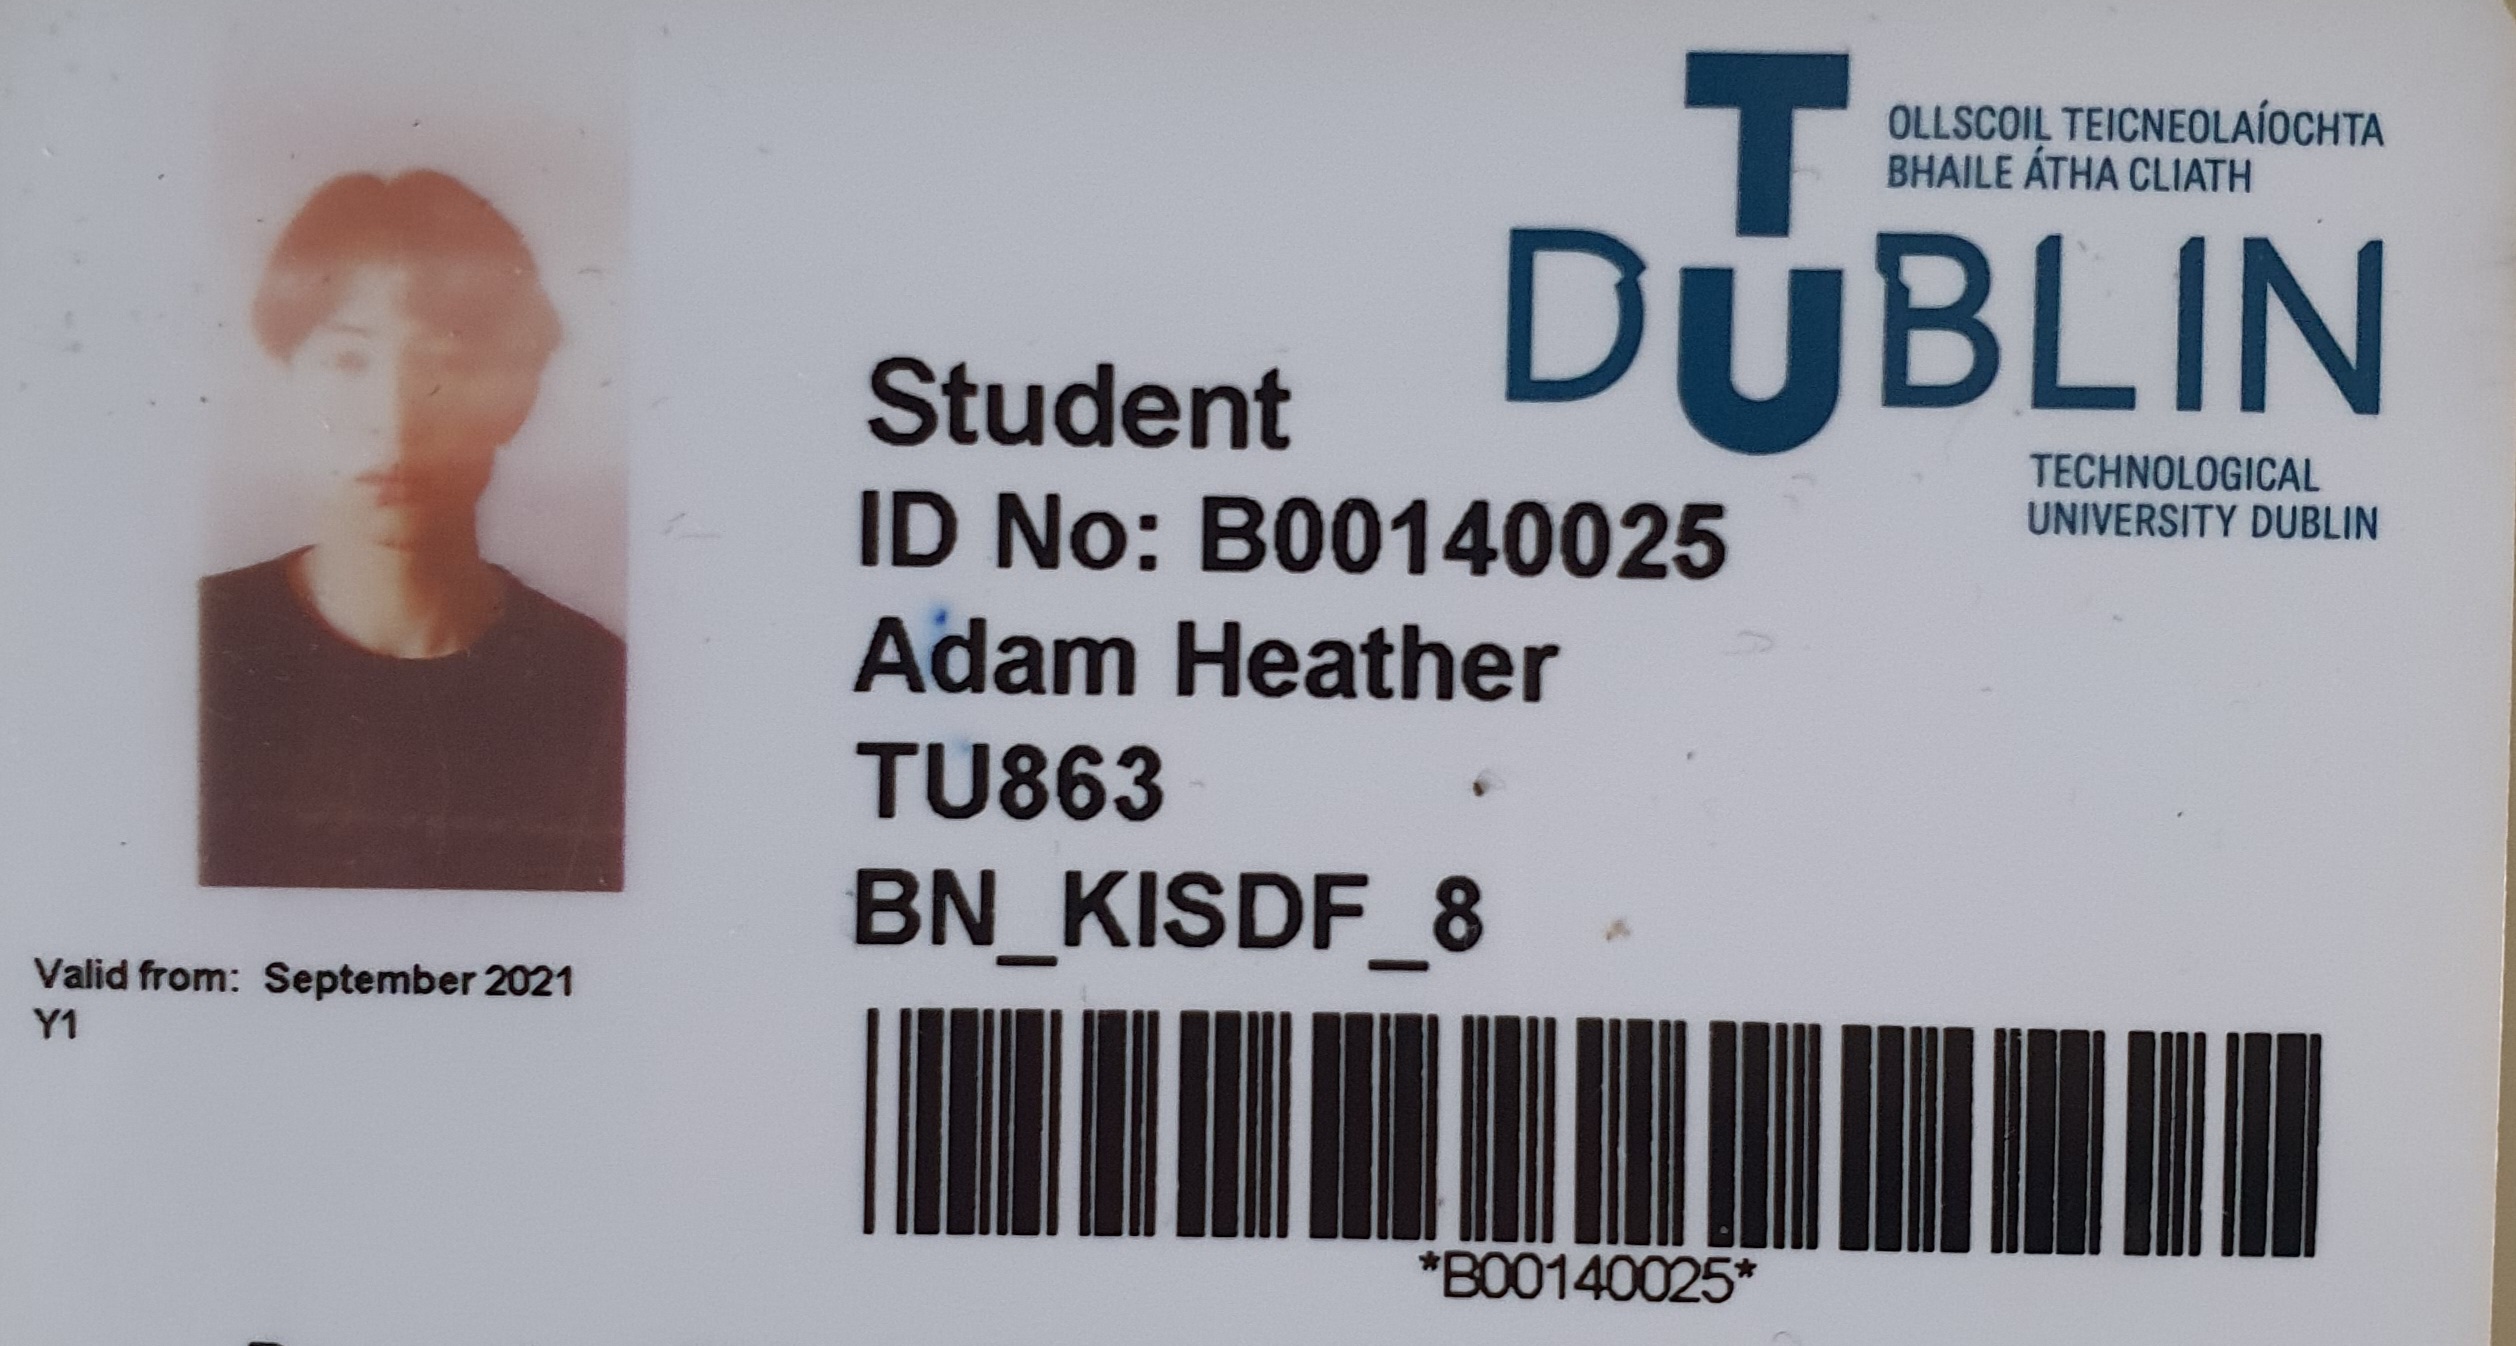 OLLSCOIL TEICNEOLAÍOCHTA
BHAILE ÁTHA CLIATH
TU
DUBLIN
TECHNOLOGICAL
UNIVERSITY DUBLIN
Student
ID No: B00140025
Adam Heather
TU863
BN_KISDF_8
Valid from: September 2021
Y1
*B00140025*